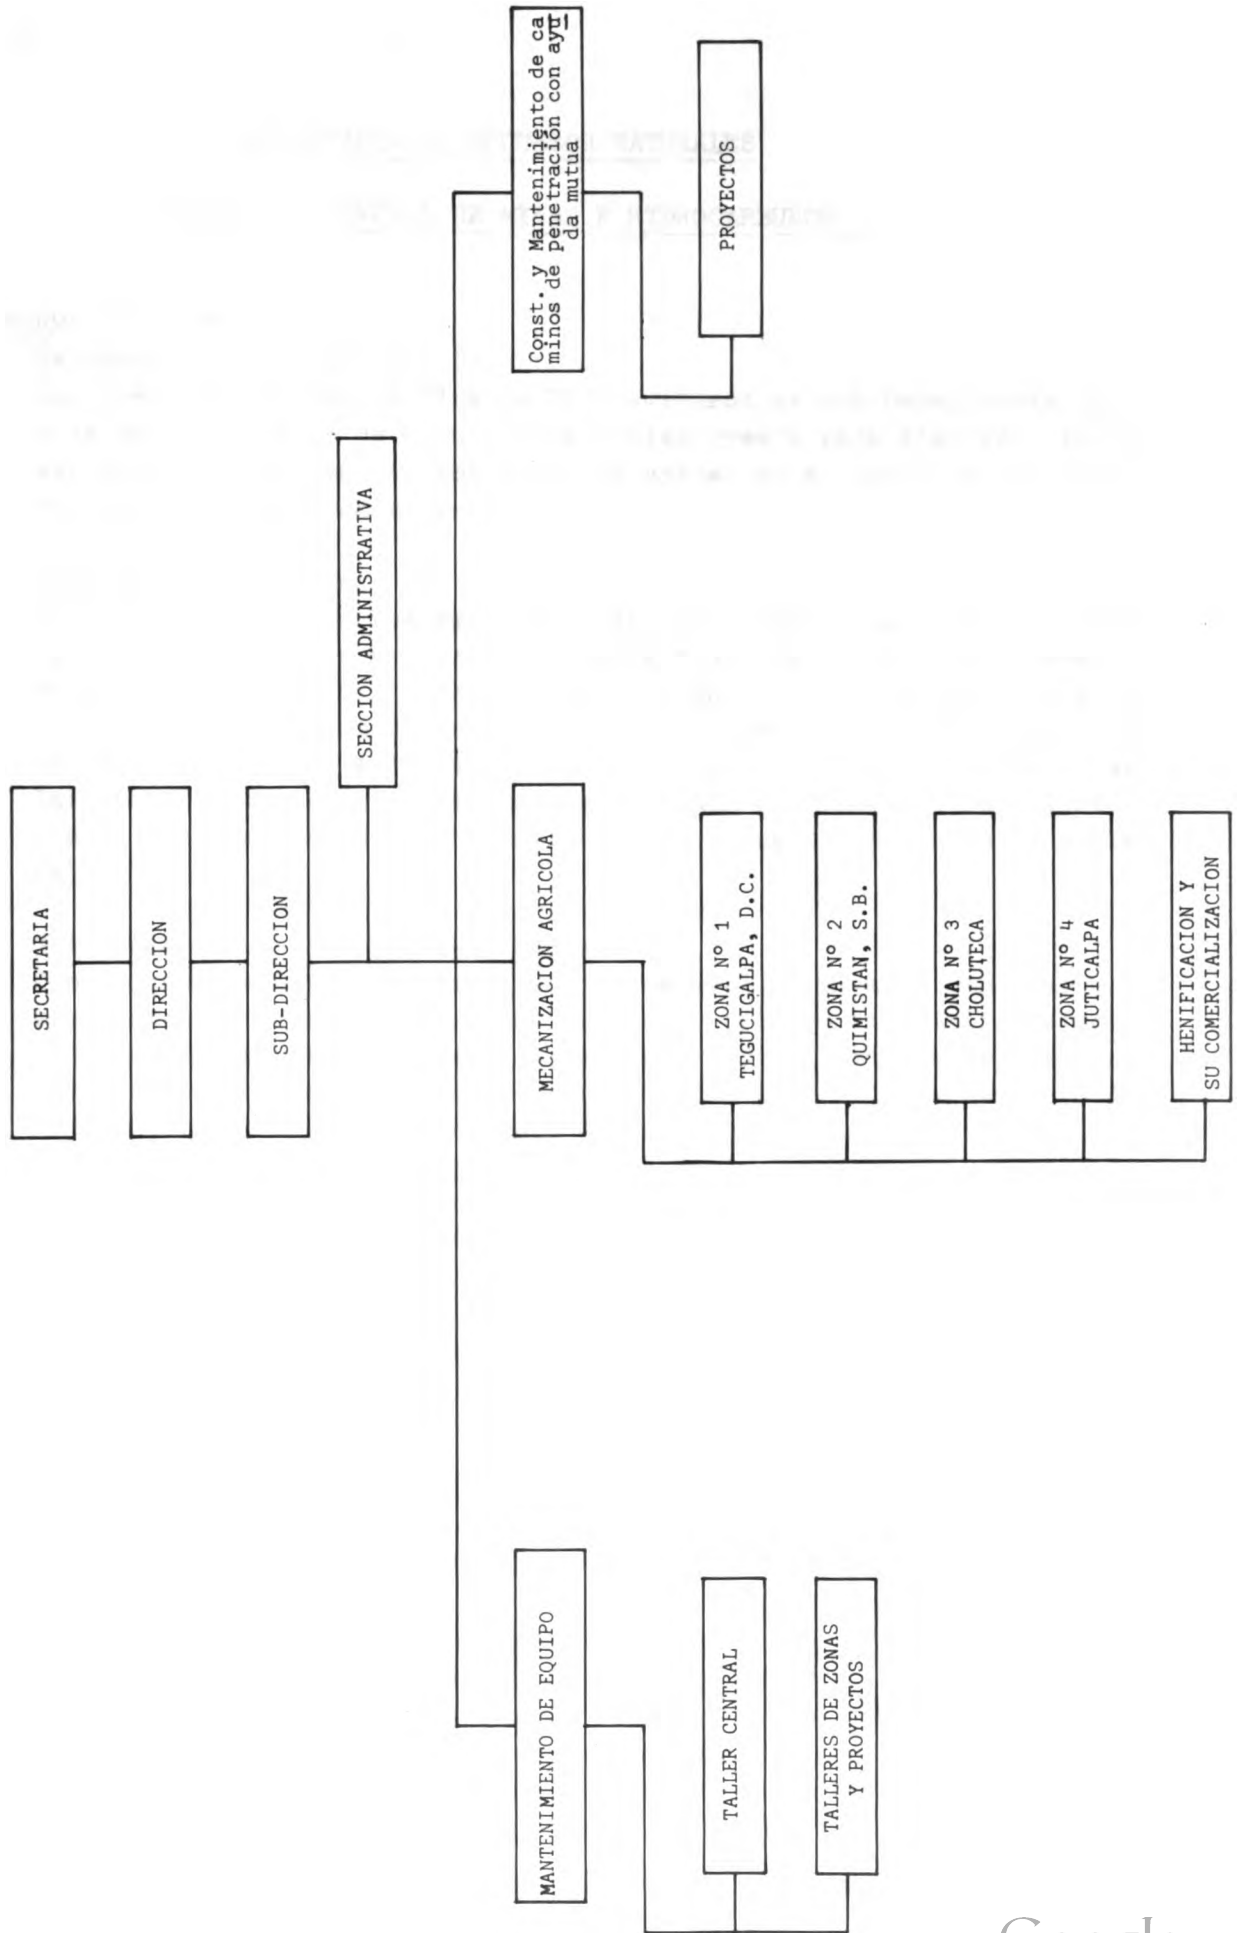 SECRETARIA
DIRECCION
SUB-DIRECCION
SECCION ADMINISTRATIVA
MANTENIMIENTO DE EQUIPO
MECANIZACION AGRICOLA
Const. y Mantenimiento de ca
minos de penetración con ayu
da mutua
TALLER CENTRAL
TALLERES DE ZONAS
Y PROYECTOS
ZONA Nº 1
TEGUCIGALPA, D.C.
ZONA Nº 2
QUIMISTAN, S.B.
ZONA Nº 3
CHOLUTECA
ZONA Nº 4
JUTICALPA
HENIFICACION Y
SU COMERCIALIZACION
PROYECTOS